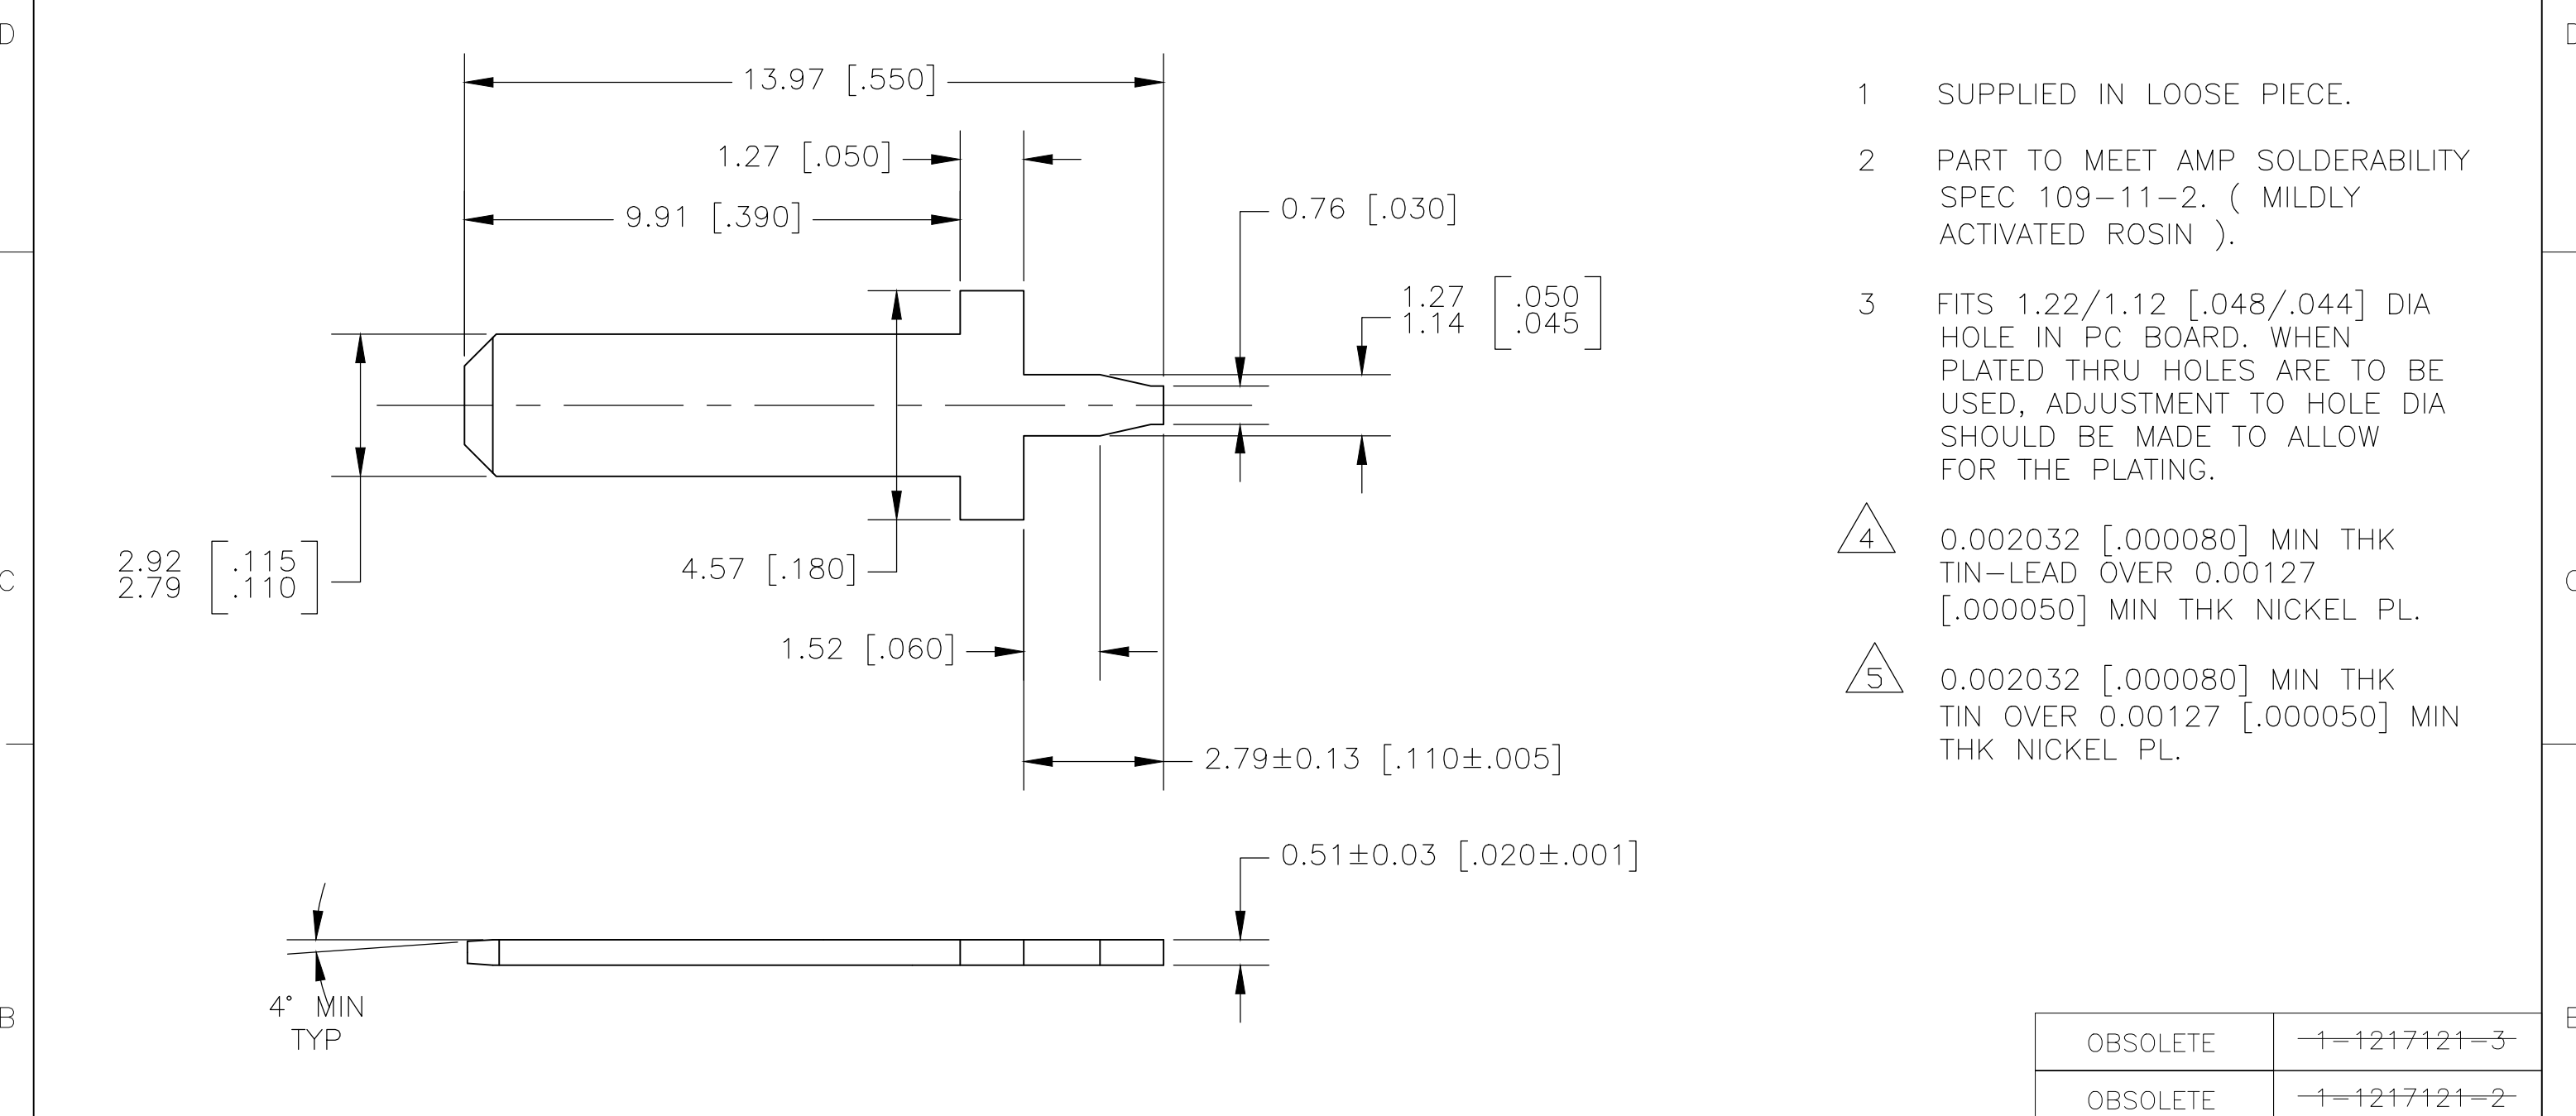 D
D
13.97 [.550]
1.27 [.050]
9.91 [.390]
0.76 [.030]
1.27 [.050
1.14 .045]
2.92 [.115
2.79 .110]
4.57 [.180]
1.52 [.060]
2.79±0.13 [.110±.005]
0.51±0.03 [.020±.001]
4° MIN
TYP
C
C
B
1 SUPPLIED IN LOOSE PIECE.
2 PART TO MEET AMP SOLDERABILITY
SPEC 109-11-2. ( MILDLY
ACTIVATED ROSIN ).
3 FITS 1.22/1.12 [.048/.044] DIA
HOLE IN PC BOARD. WHEN
PLATED THRU HOLES ARE TO BE
USED, ADJUSTMENT TO HOLE DIA
SHOULD BE MADE TO ALLOW
FOR THE PLATING.
4 0.002032 [.000080] MIN THK
TIN-LEAD OVER 0.00127
[.000050] MIN THK NICKEL PL.
5 0.002032 [.000080] MIN THK
TIN OVER 0.00127 [.000050] MIN
THK NICKEL PL.
OBSOLETE 1-1217121-3
OBSOLETE 1-1217121-2